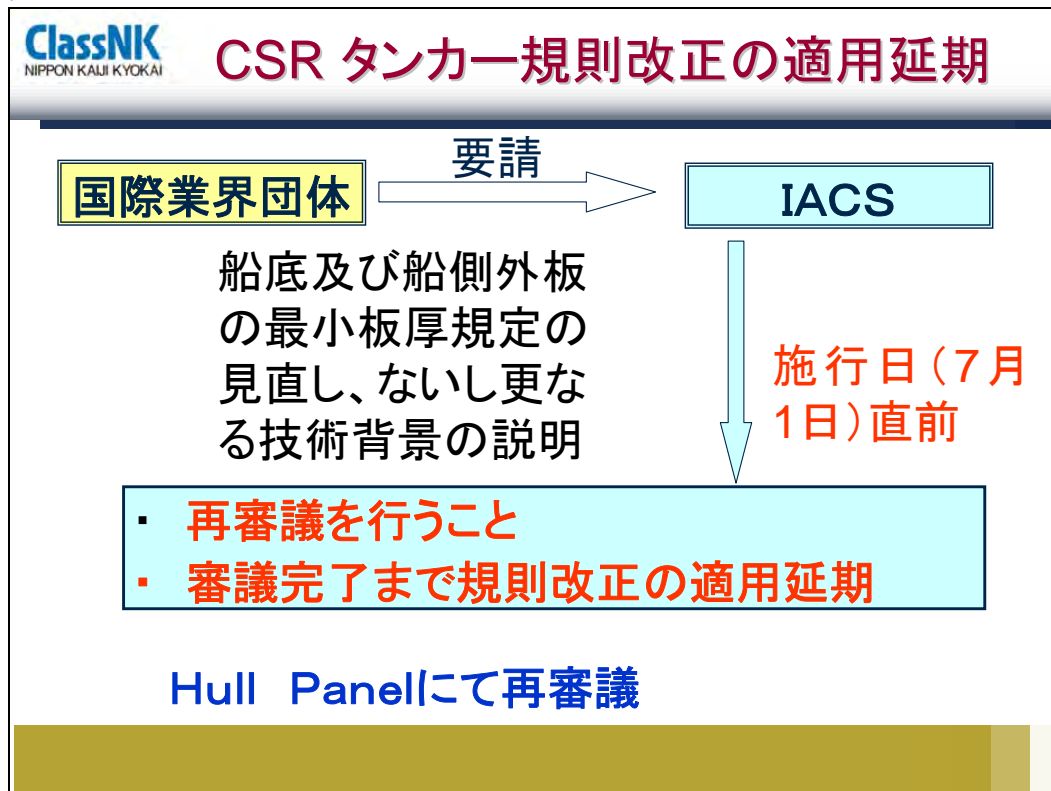 ClassNK
NIPPON KAIJI KYOKAI
CSR タンカー規則改正の適用延期
要請
国際業界団体
IACS
船底及び船側外板
の最小板厚規定の
見直し、ないし更な
る技術背景の説明
施行日(7月
1日)直前
・ 再審議を行うこと
・ 審議完了まで規則改正の適用延期
Hull Panelにて再審議